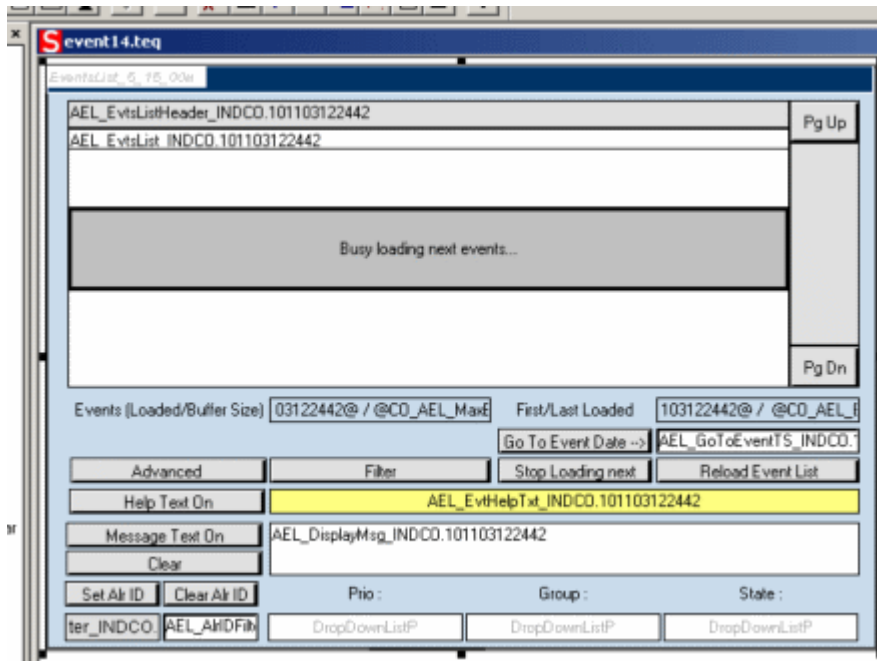 event14.teq
EventsList_5_15_00e
AEL_EvtsListHeader_INDCO.101103122442
Pg Up
AEL_EvtsList_INDCO.101103122442
Busy loading next events...
Pg Dn
Events (Loaded/Buffer Size) 03122442@ / @CO_AEL_MaxE First/Last Loaded 103122442@ / @CO_AEL_F
Go To Event Date --> AEL_GoToEventTS_INDCO.1
Advanced Filter Stop Loading next Reload Event List
Help Text On AEL_EvtHelpTxt_INDCO.101103122442
Message Text On AEL_DisplayMsg_INDCO.101103122442
Clear
Set Alr ID Clear Alr ID Prio : Group : State :
ter_INDCO. AEL_AlrIDFilt DropDownListP DropDownListP DropDownListP